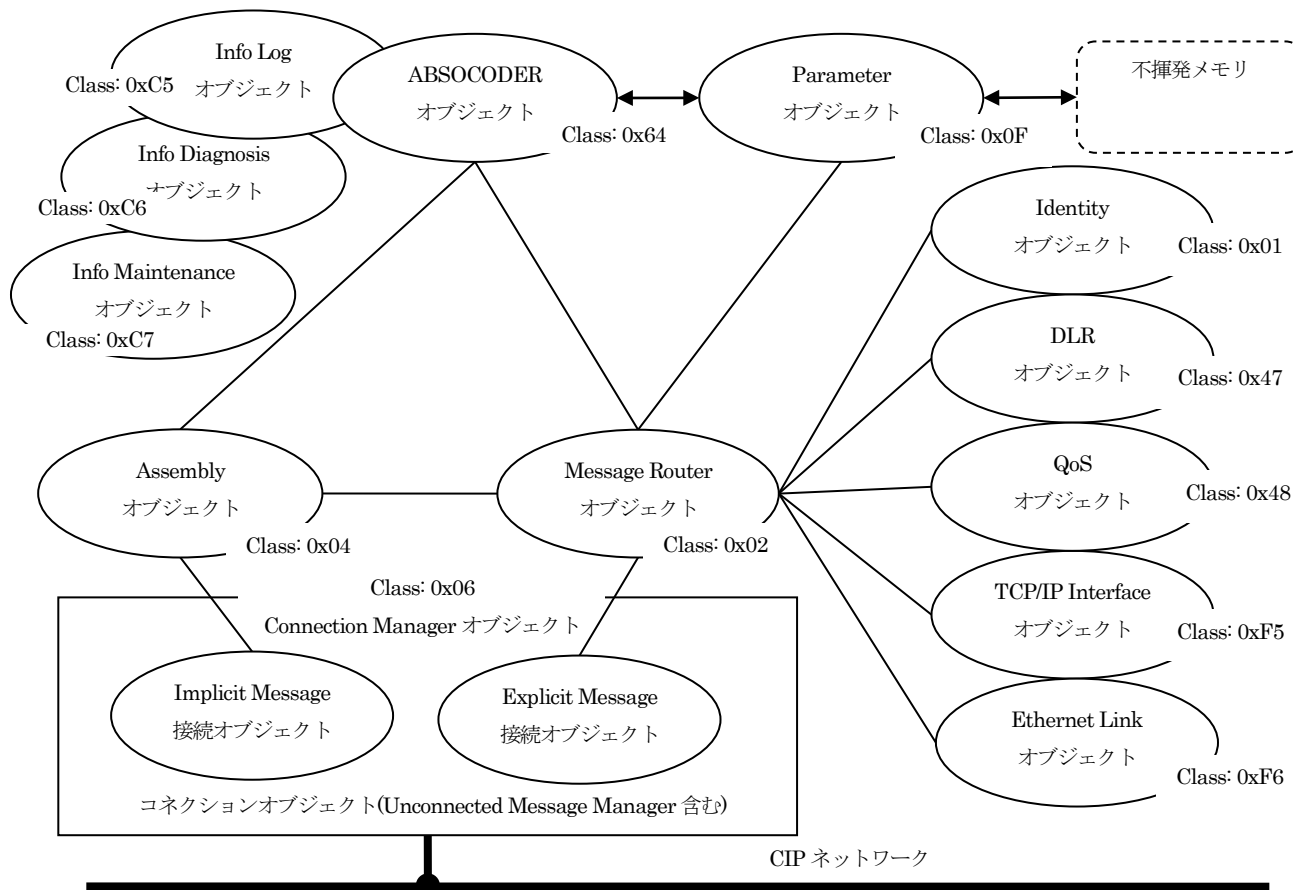 Info Log
オブジェクト
Class: 0xC5
ABSOCODER
オブジェクト
Class: 0x64
Parameter
オブジェクト
Class: 0x0F
不揮発メモリ
Info Diagnosis
オブジェクト
Class: 0xC6
Info Maintenance
オブジェクト
Class: 0xC7
Identity
オブジェクト
Class: 0x01
DLR
オブジェクト
Class: 0x47
Assembly
オブジェクト
Class: 0x04
Message Router
オブジェクト
Class: 0x02
QoS
オブジェクト
Class: 0x48
TCP/IP Interface
オブジェクト
Class: 0xF5
Ethernet Link
オブジェクト
Class: 0xF6
Class: 0x06
Connection Manager オブジェクト
Implicit Message
接続オブジェクト
Explicit Message
接続オブジェクト
コネクションオブジェクト(Unconnected Message Manager 含む)
CIP ネットワーク